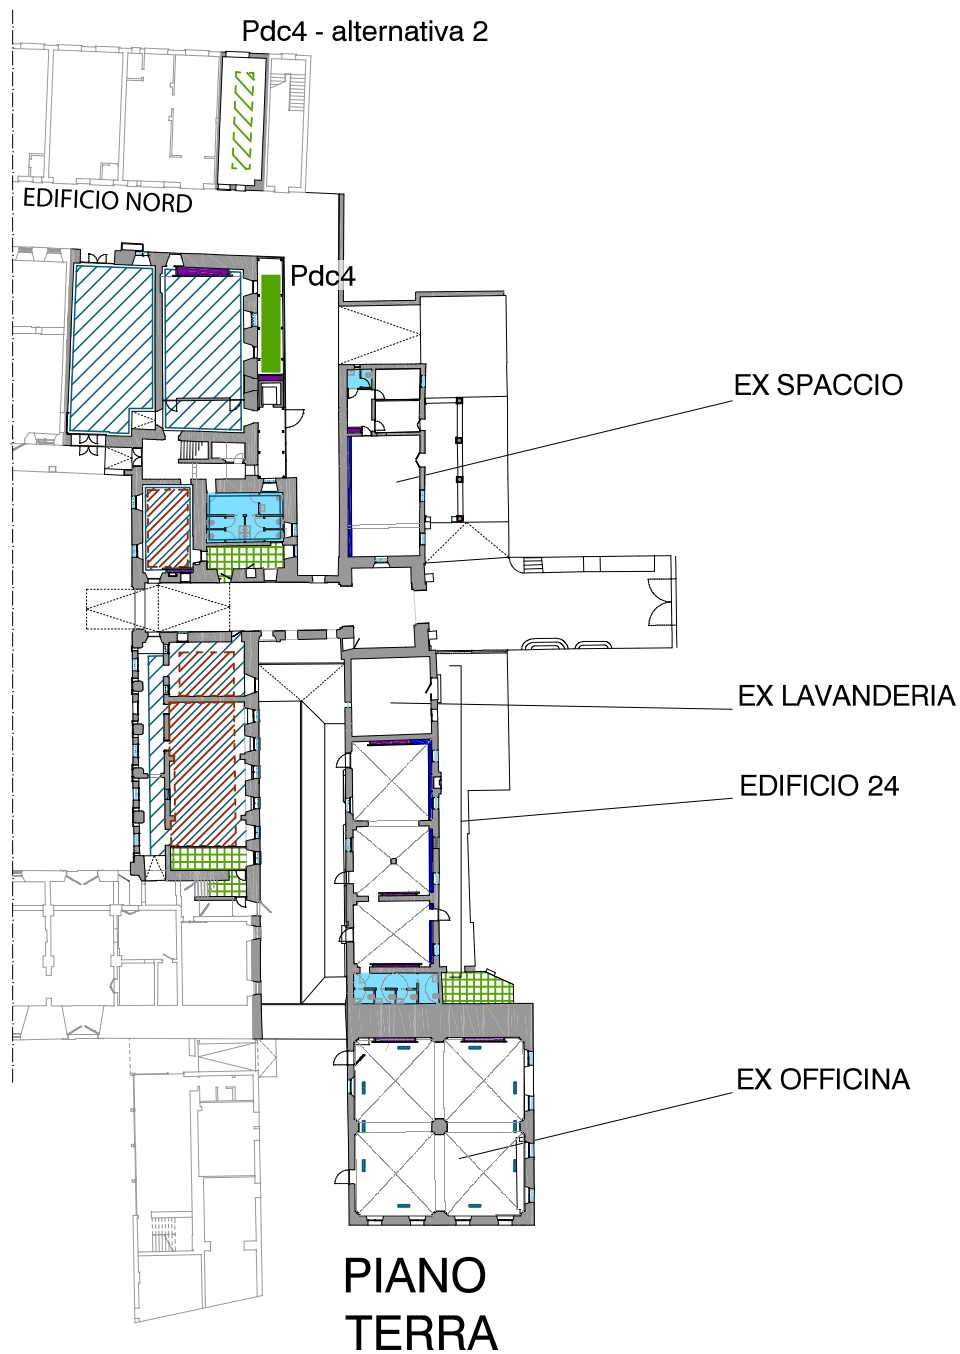 Pdc4 - alternativa 2
EDIFICIO NORD
Pdc4
EX SPACCIO
EX LAVANDERIA
EDIFICIO 24
EX OFFICINA
PIANO
TERRA